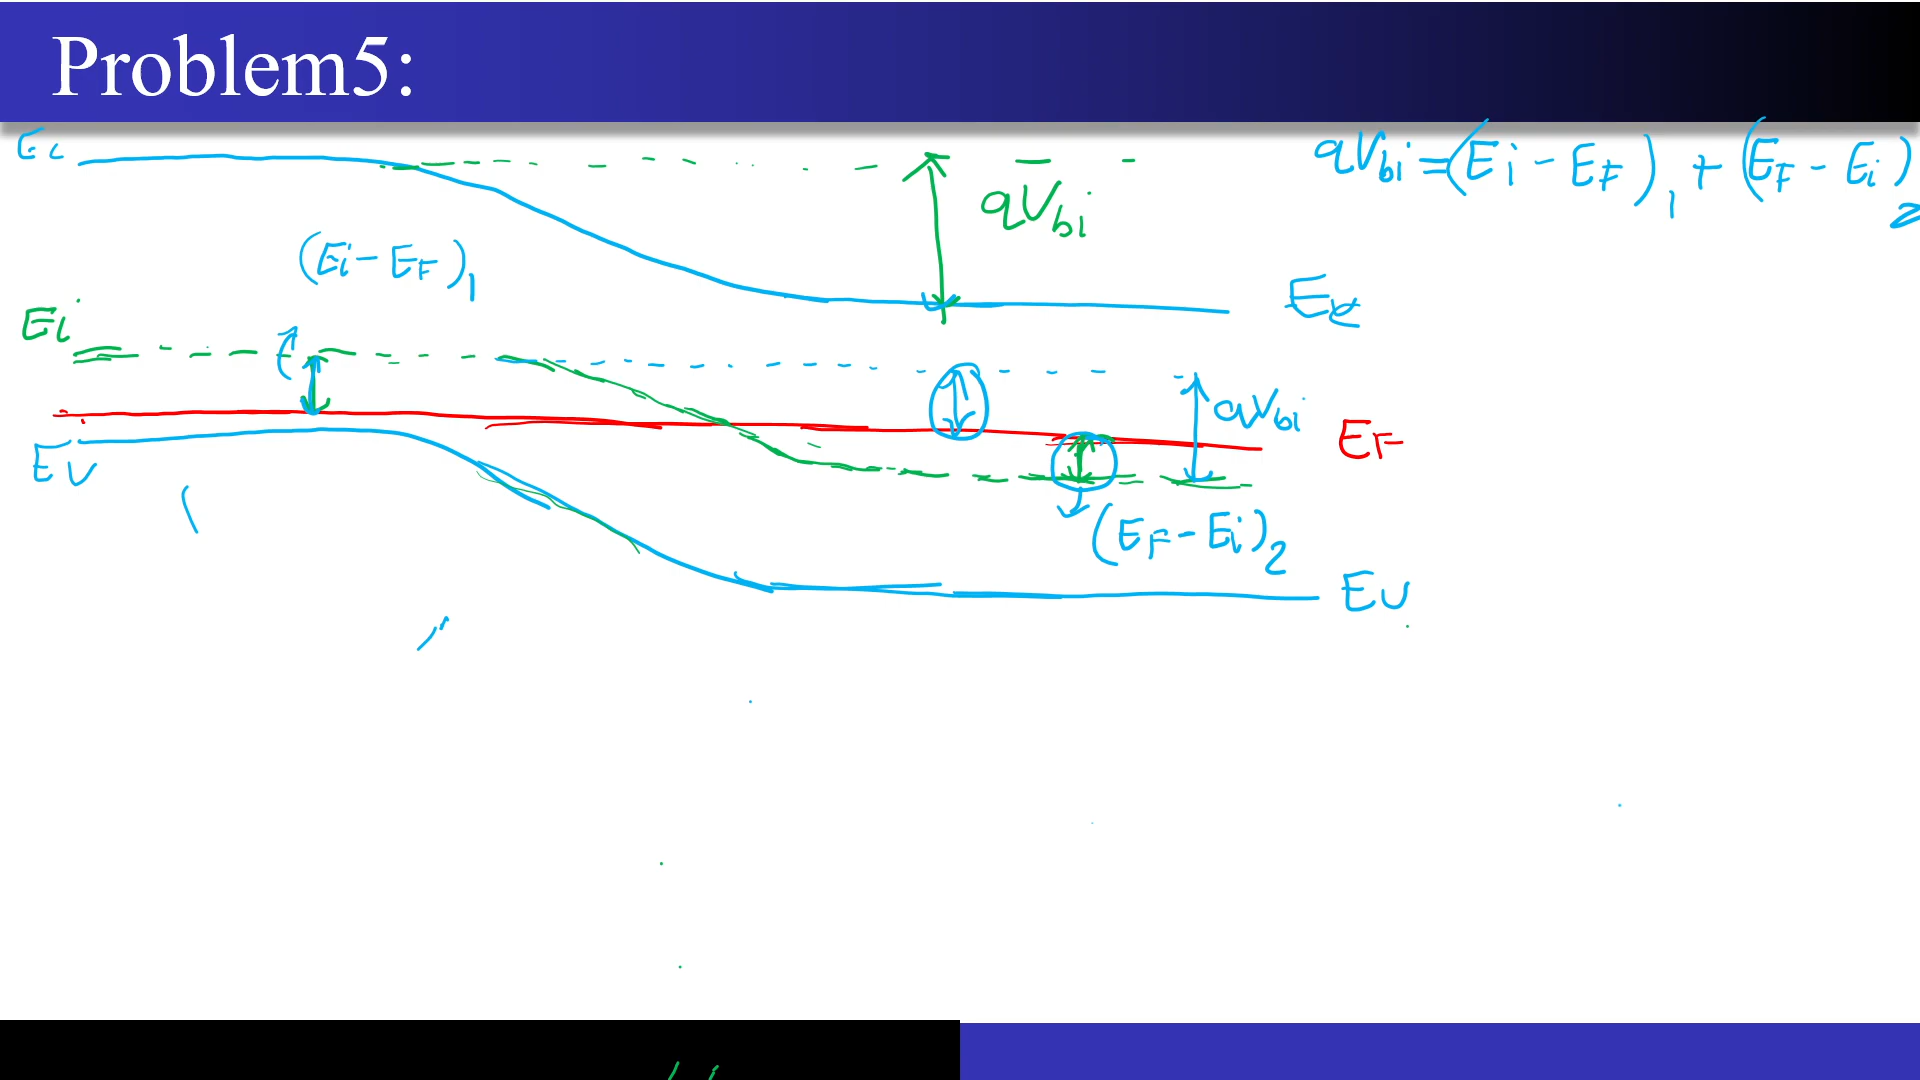 Problem5:
Ec
qVbi = (Ei - EF)1 + (EF - Ei)2
qVbi
(Ei - EF)1
Ec
Ei
qVbi
EF
Ev
(EF - Ei)2
Ev